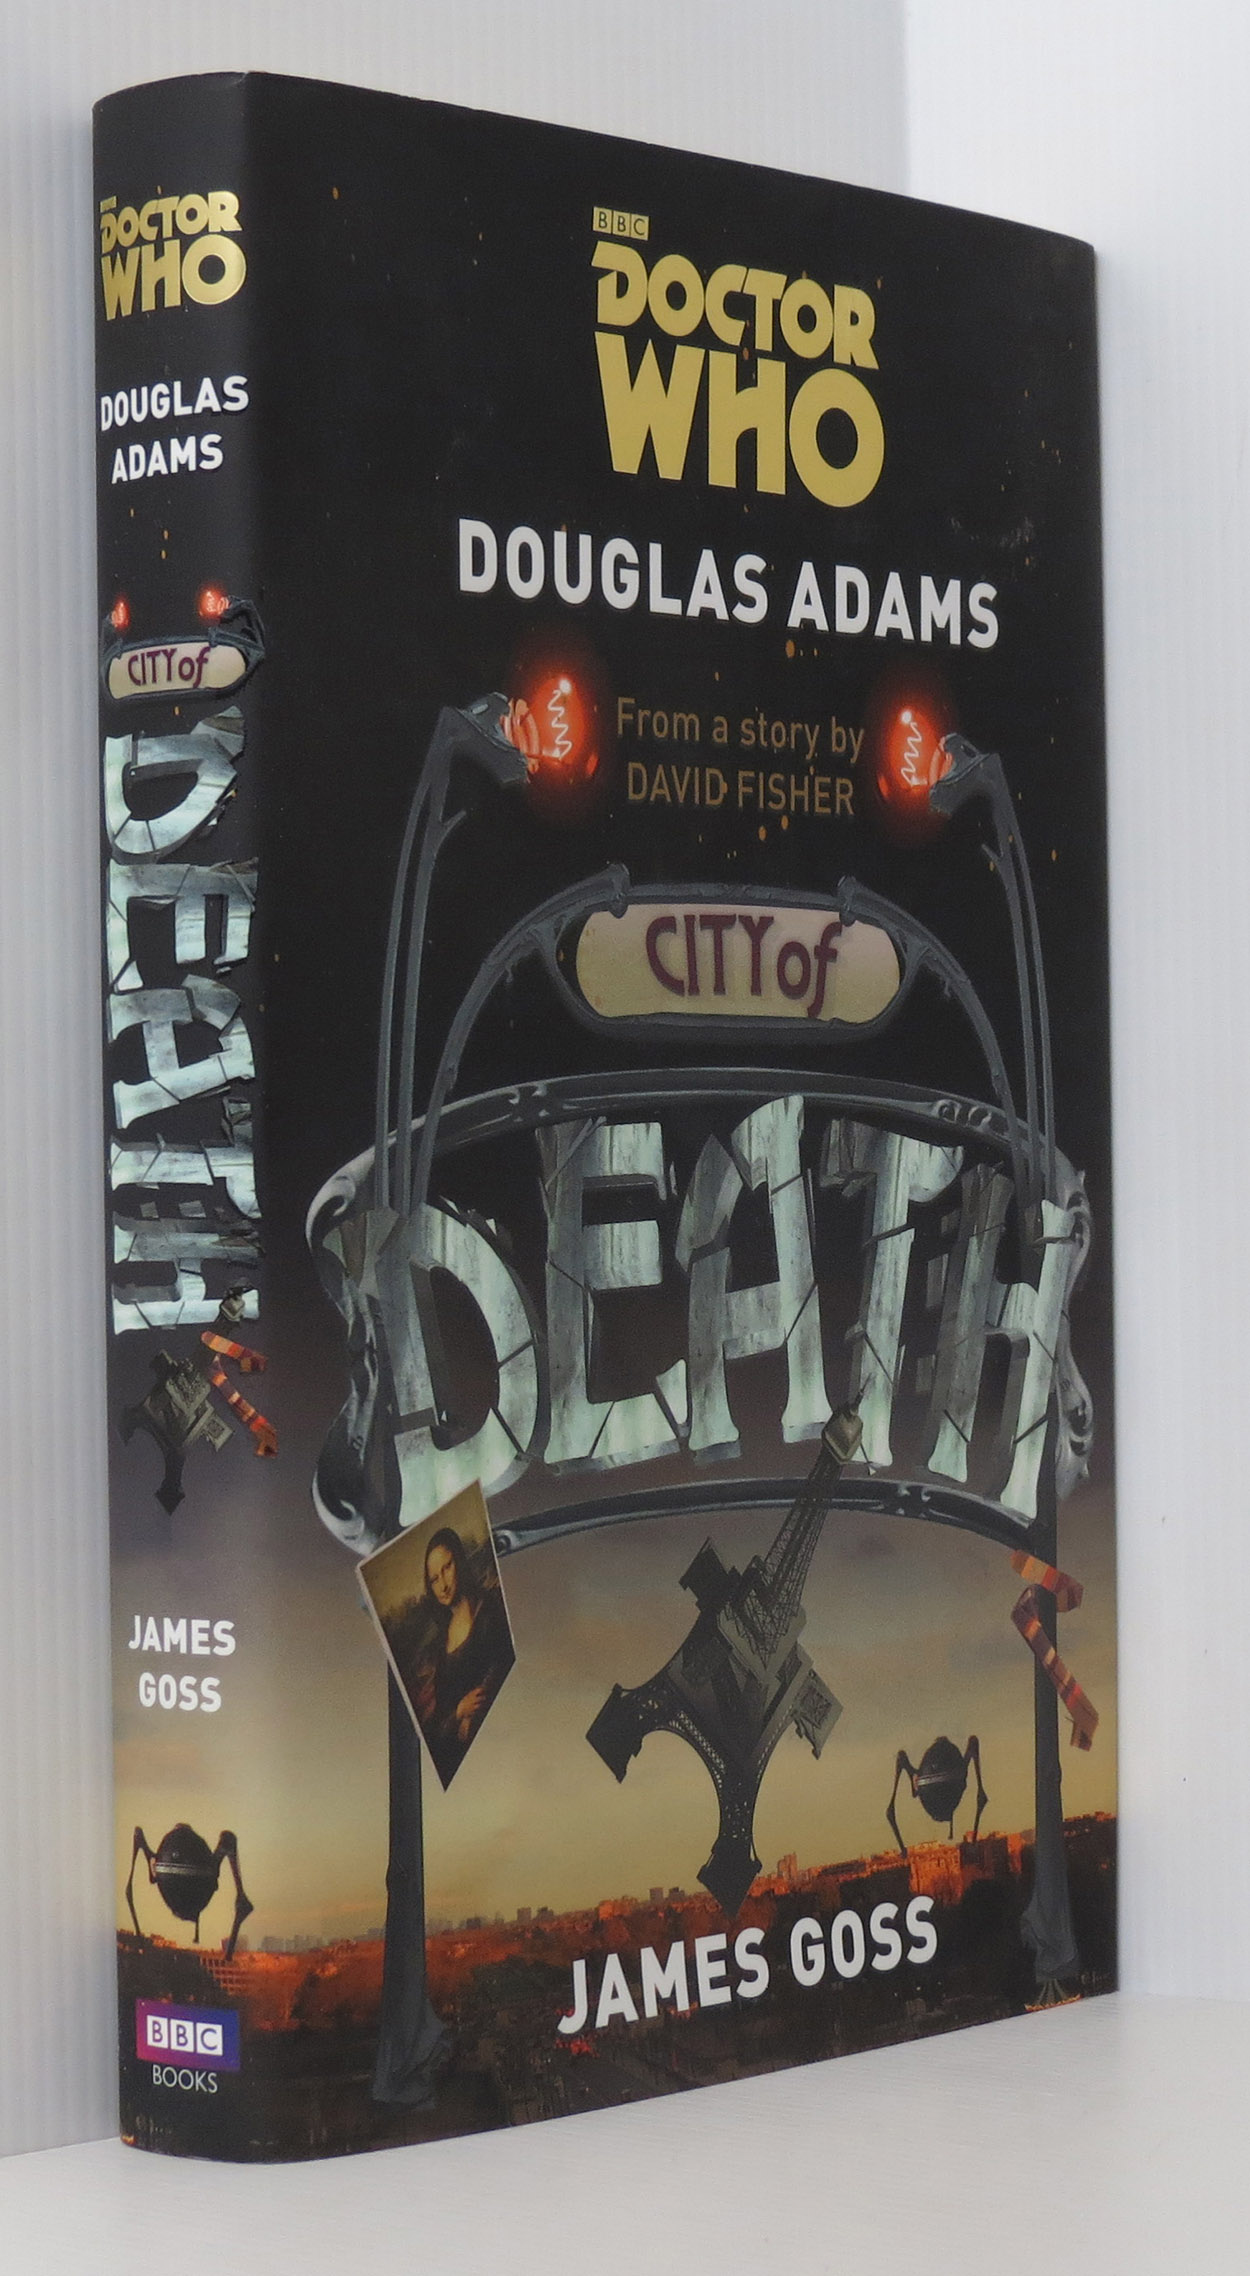 BBC
DOCTOR
WHO
DOUGLAS
ADAMS
CITY of
DEATH
JAMES
GOSS
BBC
BOOKS
BBC
DOCTOR
WHO
DOUGLAS ADAMS
From a story by
DAVID FISHER
CITY of
DEATH
JAMES GOSS